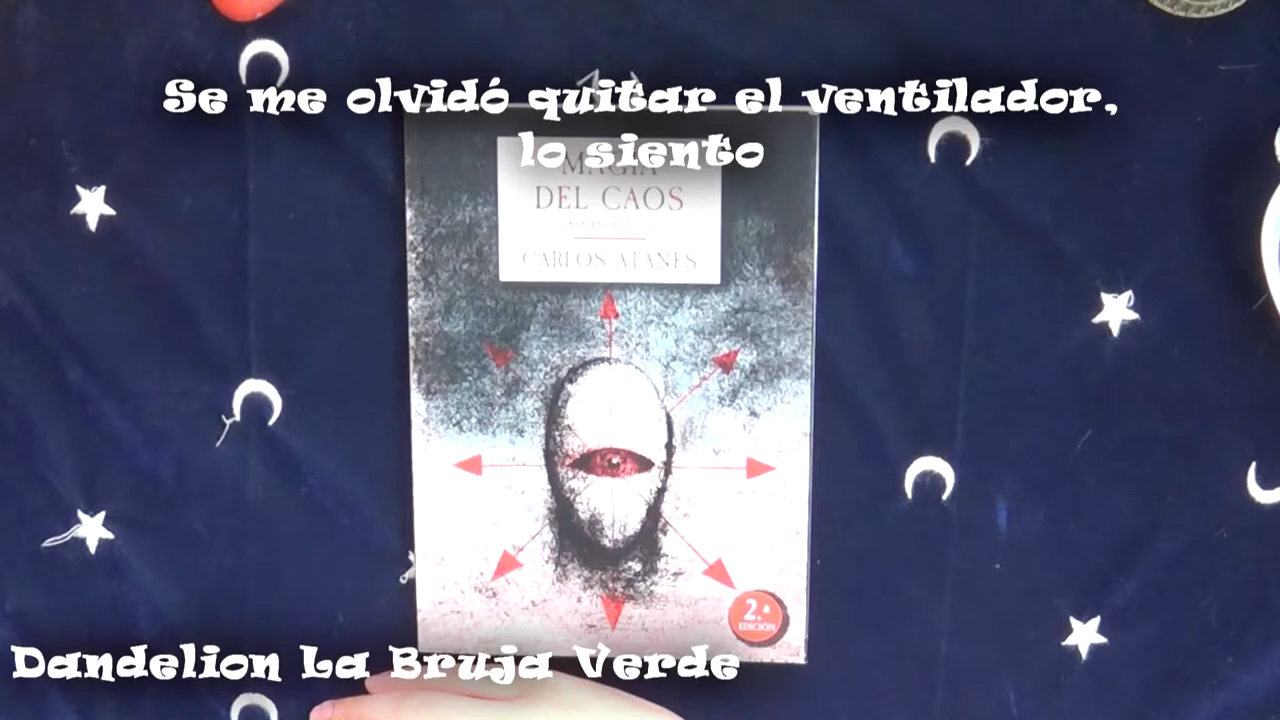 Se me olvidó quitar el ventilador,
lo siento
MAGIA
DEL CAOS
CARLOS ATANES
2.ª
EDICIÓN
Dandelion La Bruja Verde